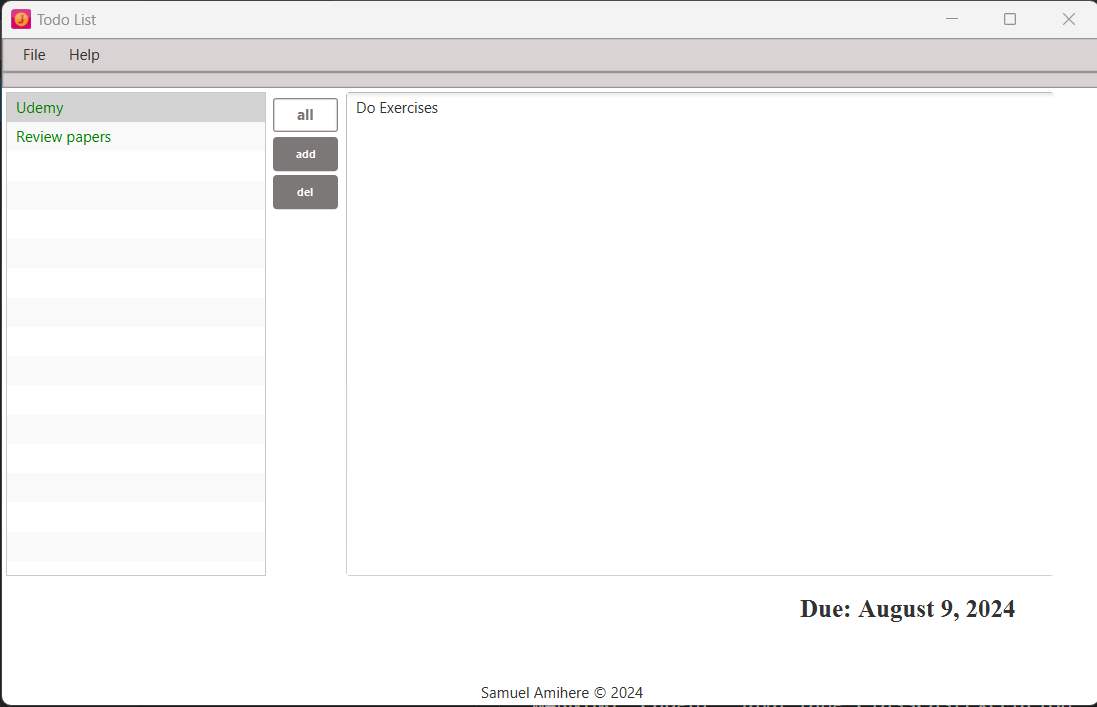 Todo List
File Help
Udemy
Review papers
all
add
del
Do Exercises
Due: August 9, 2024
Samuel Amihere © 2024